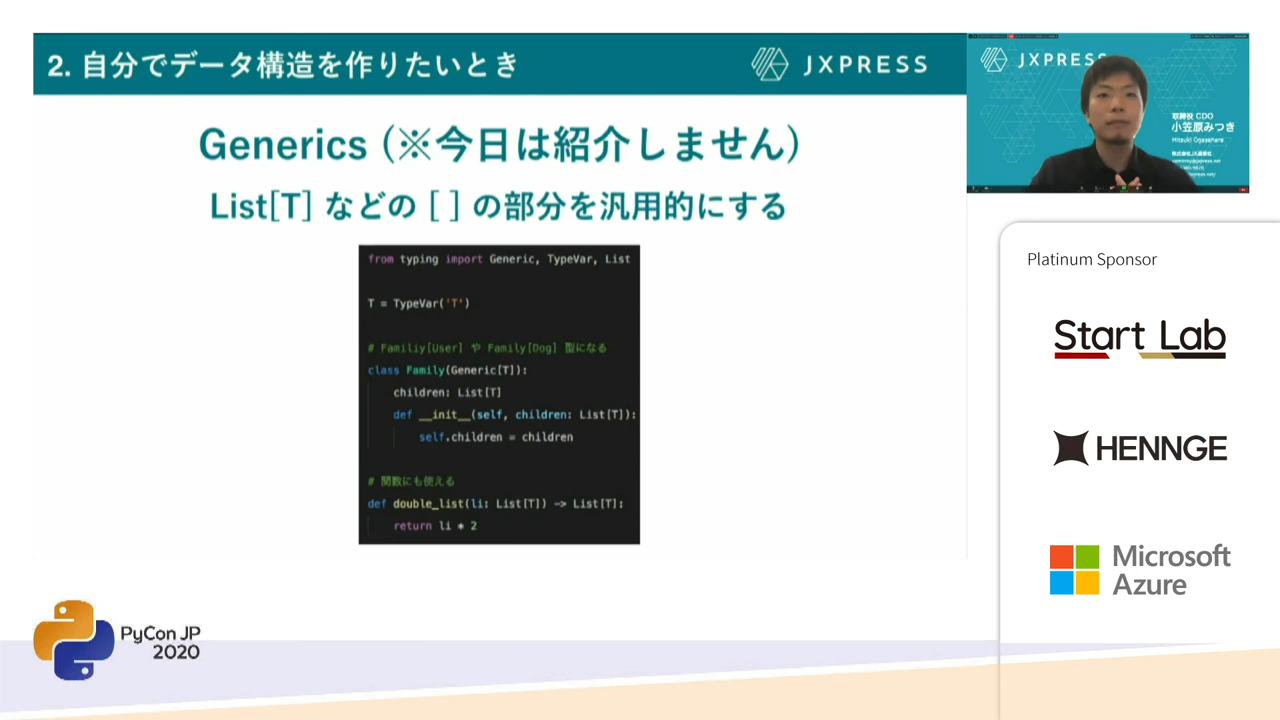 2. 自分でデータ構造を作りたいとき
JXPRESS
Generics (※今日は紹介しません)
List[T] などの [ ] の部分を汎用的にする
from typing import Generic, TypeVar, List
T = TypeVar('T')
# Familiy[User] や Family[Dog] 型になる
class Family(Generic[T]):
children: List[T]
def __init__(self, children: List[T]):
self.children = children
# 関数にも使える
def double_list(li: List[T]) -> List[T]:
return li * 2
JXPRESS
取締役 CDO
小笠原みつき
Mitsuki Ogasahara
Platinum Sponsor
Start Lab
HENNGE
Microsoft
Azure
PyCon JP
2020